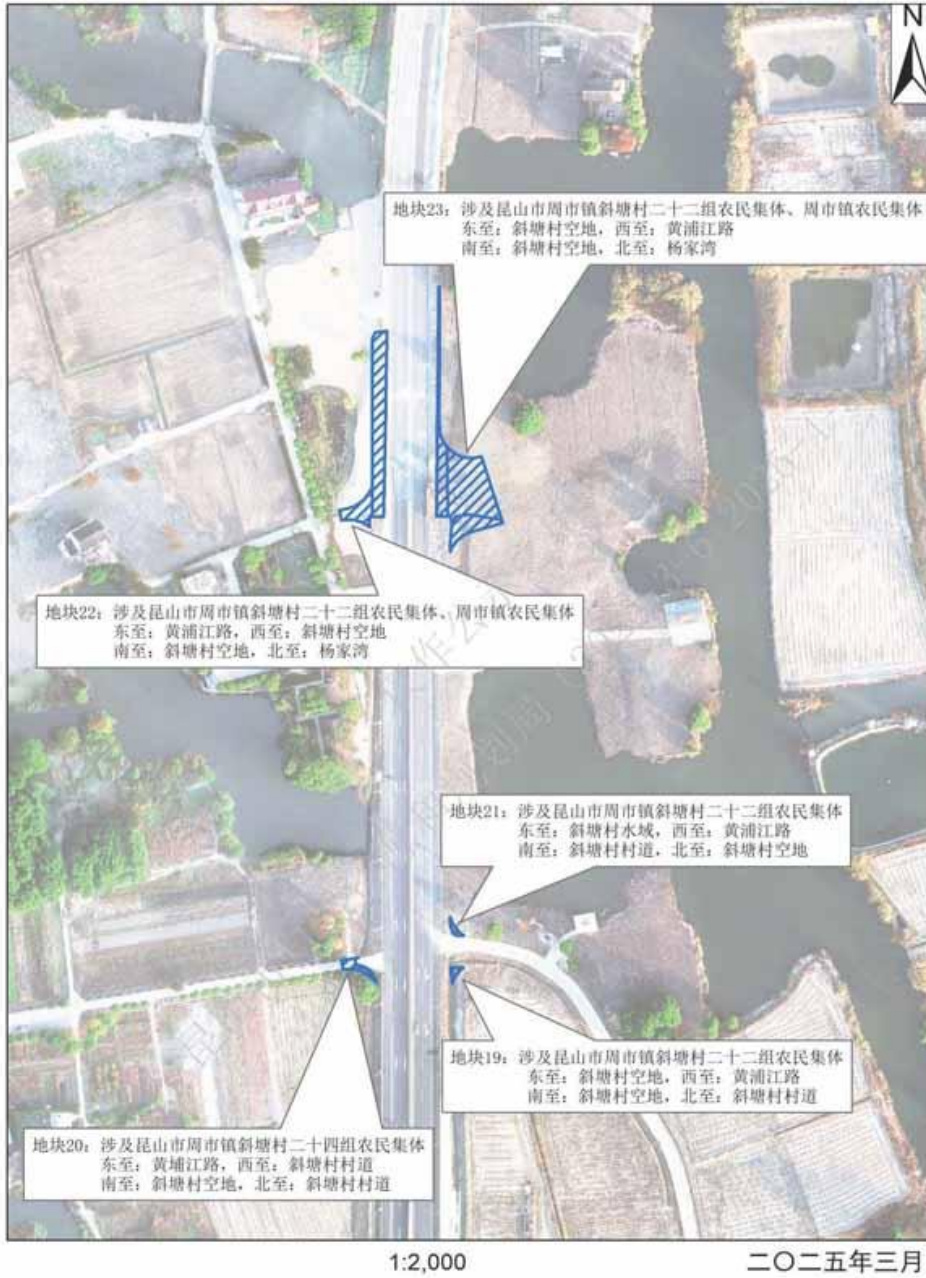 N
地块23：涉及昆山市周市镇斜塘村二十二组农民集体、周市镇农民集体
东至：斜塘村空地，西至：黄浦江路
南至：斜塘村空地，北至：杨家湾
地块22：涉及昆山市周市镇斜塘村二十二组农民集体、周市镇农民集体
东至：黄浦江路，西至：斜塘村空地
南至：斜塘村空地，北至：杨家湾
地块21：涉及昆山市周市镇斜塘村二十二组农民集体
东至：斜塘村水域，西至：黄浦江路
南至：斜塘村村道，北至：斜塘村空地
地块19：涉及昆山市周市镇斜塘村二十二组农民集体
东至：斜塘村空地，西至：黄浦江路
南至：斜塘村空地，北至：斜塘村村道
地块20：涉及昆山市周市镇斜塘村二十四组农民集体
东至：黄埔江路，西至：斜塘村村道
南至：斜塘村空地，北至：斜塘村村道
1:2,000
二〇二五年三月